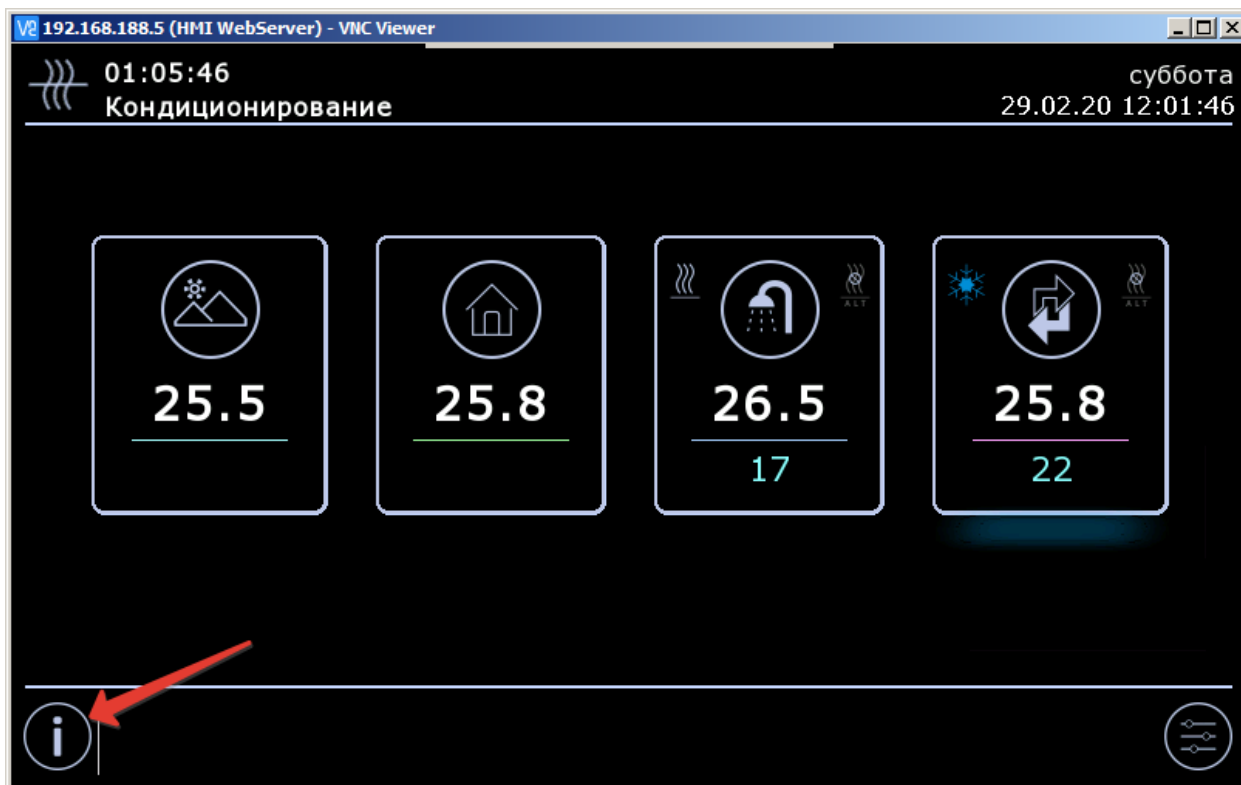 192.168.188.5 (HMI WebServer) - VNC Viewer
01:05:46
Кондиционирование
суббота
29.02.20 12:01:46
ALT
ALT
25.5
25.8
26.5
25.8
17
22